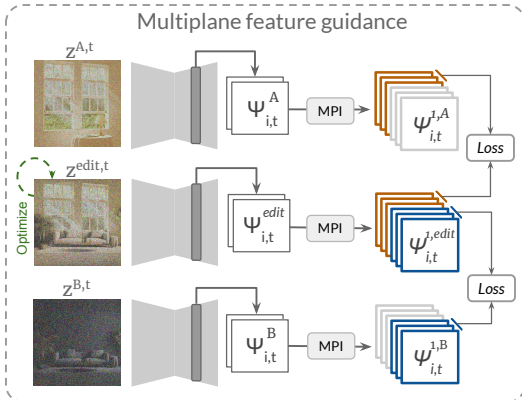 Multiplane feature guidance
z^{A,t}
Ψ^{A}_{i,t}
MPI
ψ^{1,A}_{i,t}
Loss
z^{edit,t}
Optimize
Ψ^{edit}_{i,t}
MPI
ψ^{1,edit}_{i,t}
Loss
z^{B,t}
Ψ^{B}_{i,t}
MPI
ψ^{1,B}_{i,t}